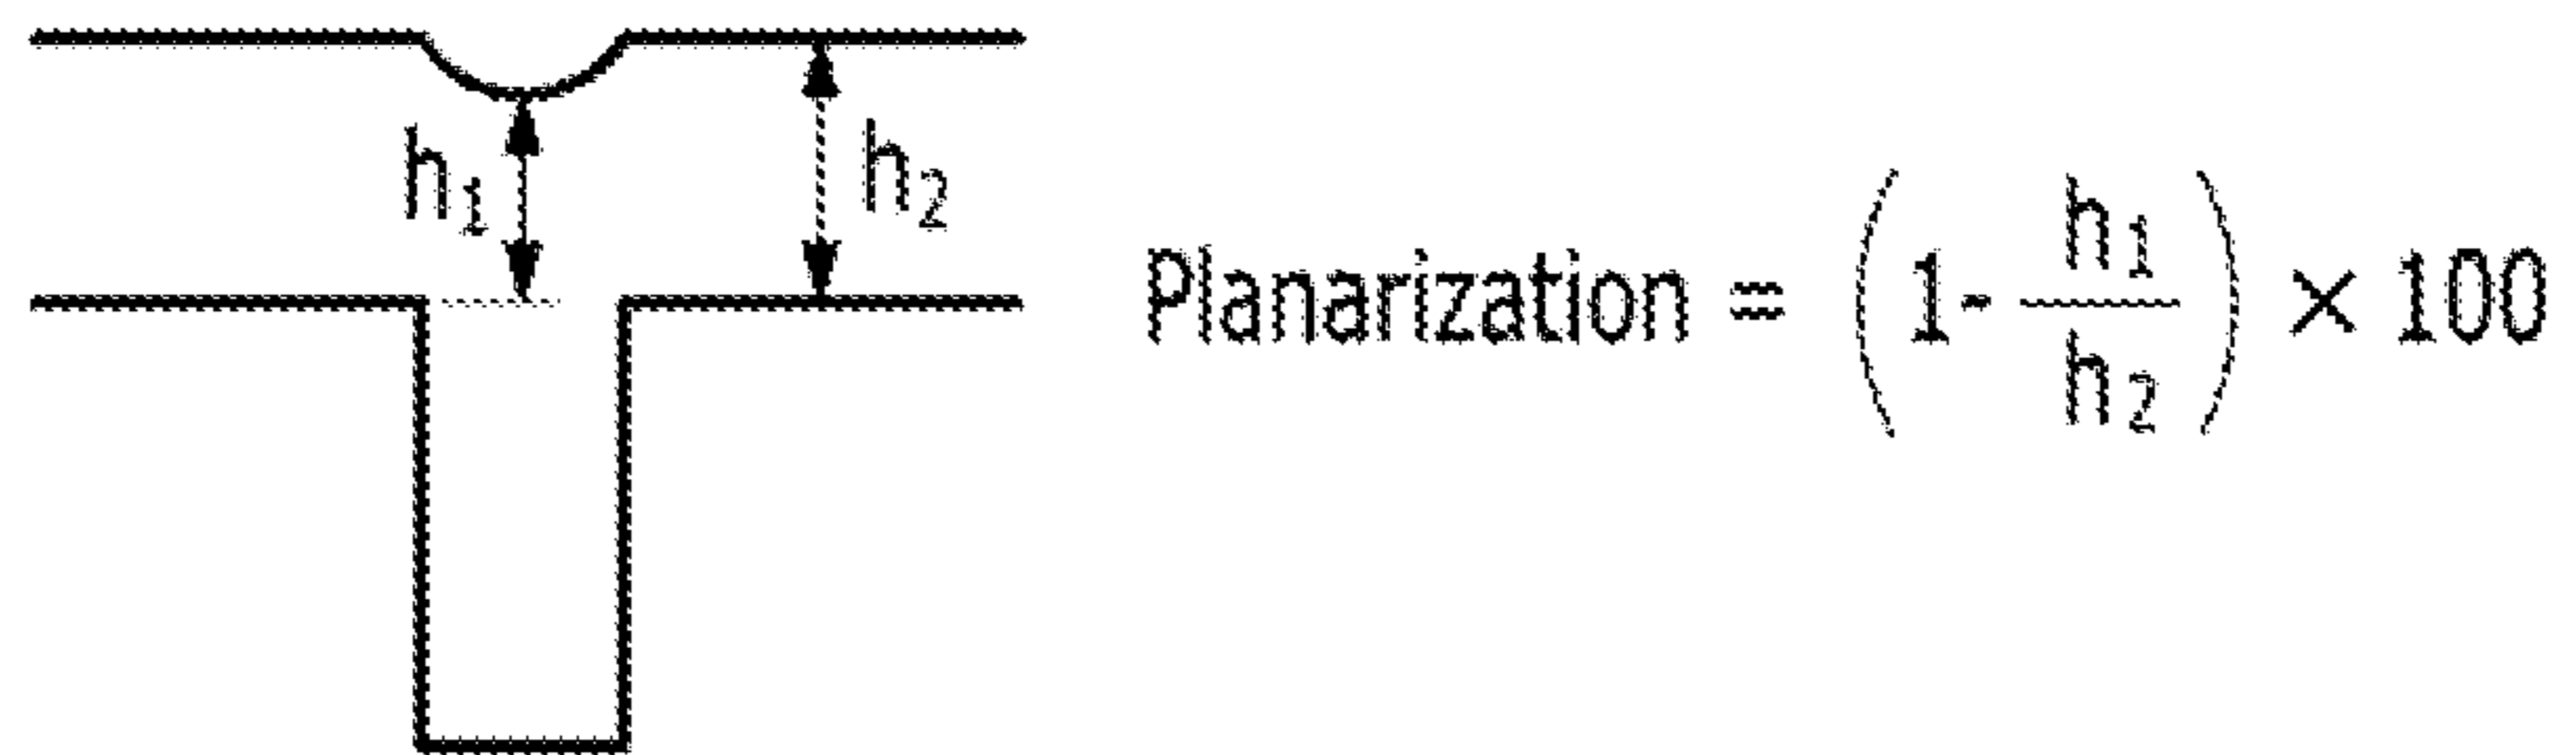 h₁
h₂
Planarization = (1- h₁/h₂) × 100